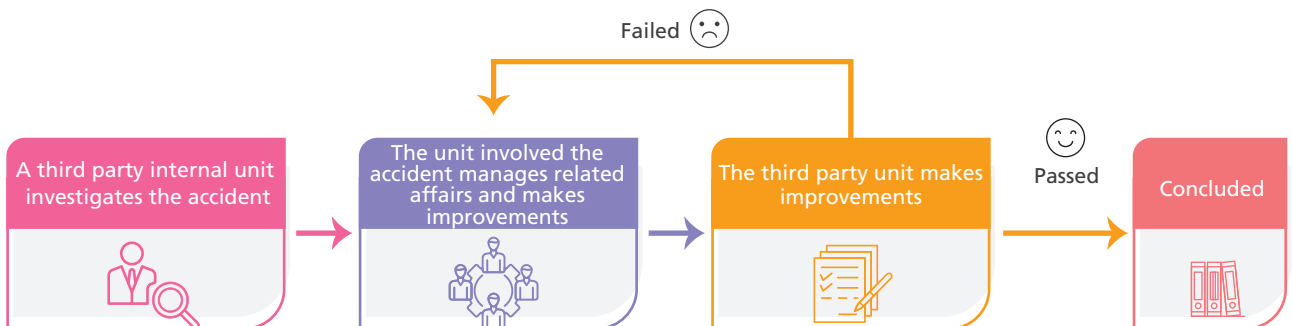 Failed
A third party internal unit
investigates the accident
The unit involved the
accident manages related
affairs and makes
improvements
The third party unit makes
improvements
Passed
Concluded